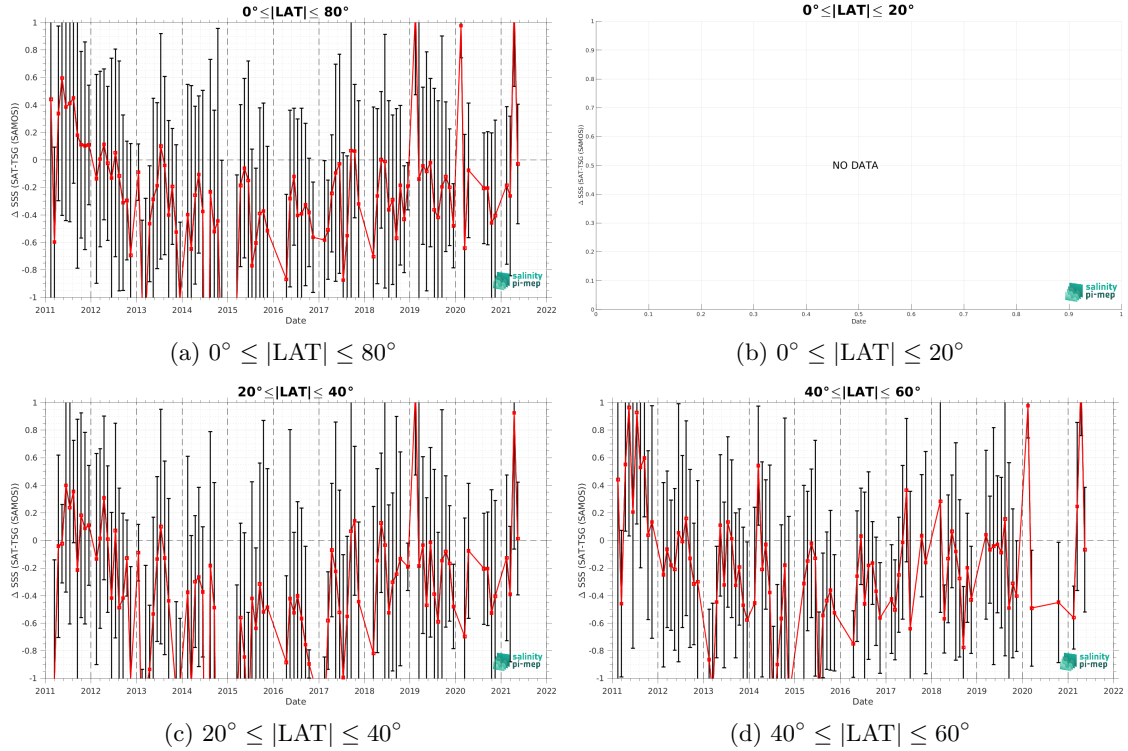 0°≤|LAT|≤ 80°
Δ SSS (SAT-TSG (SAMOS))
1
0.8
0.6
0.4
0.2
0
-0.2
-0.4
-0.6
-0.8
-1
2011 2012 2013 2014 2015 2016 2017 2018 2019 2020 2021 2022
Date
salinity
pi-mep
(a) 0° ≤ |LAT| ≤ 80°
0°≤|LAT|≤ 20°
Δ SSS (SAT-TSG (SAMOS))
1
0.9
0.8
0.7
0.6
0.5
0.4
0.3
0.2
0.1
0
NO DATA
0 0.1 0.2 0.3 0.4 0.5 0.6 0.7 0.8 0.9 1
Date
salinity
pi-mep
(b) 0° ≤ |LAT| ≤ 20°
20°≤|LAT|≤ 40°
Δ SSS (SAT-TSG (SAMOS))
1
0.8
0.6
0.4
0.2
0
-0.2
-0.4
-0.6
-0.8
-1
2011 2012 2013 2014 2015 2016 2017 2018 2019 2020 2021 2022
Date
salinity
pi-mep
(c) 20° ≤ |LAT| ≤ 40°
40°≤|LAT|≤ 60°
Δ SSS (SAT-TSG (SAMOS))
1
0.8
0.6
0.4
0.2
0
-0.2
-0.4
-0.6
-0.8
-1
2011 2012 2013 2014 2015 2016 2017 2018 2019 2020 2021 2022
Date
salinity
pi-mep
(d) 40° ≤ |LAT| ≤ 60°